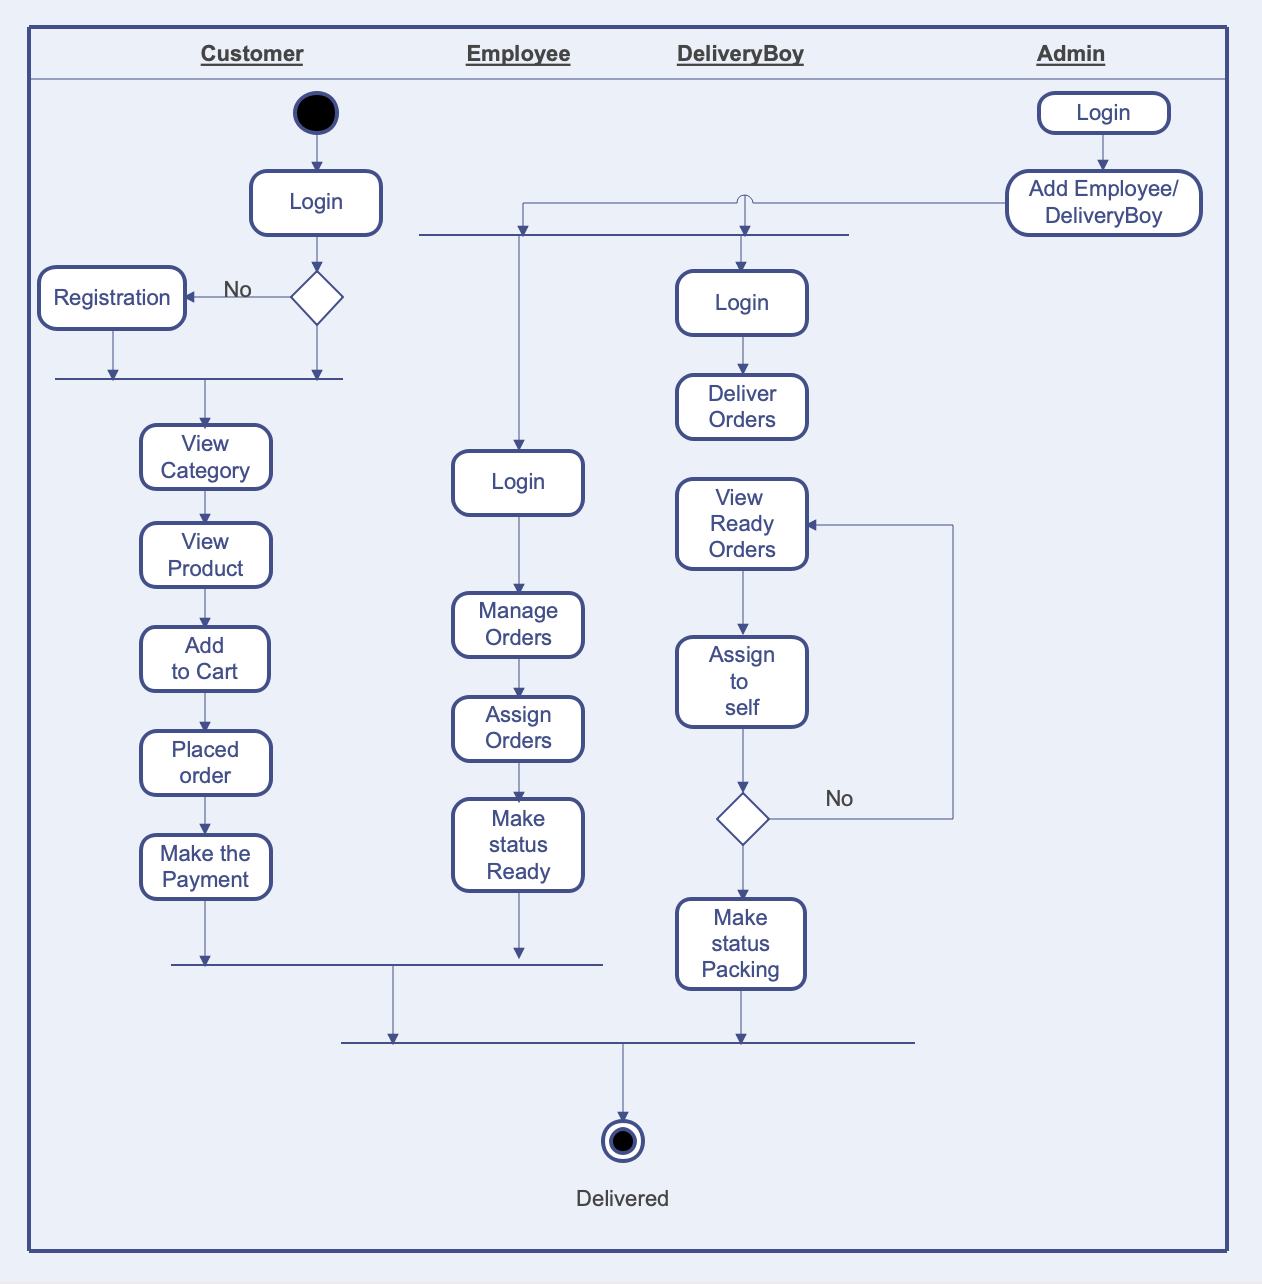 Customer
Employee
DeliveryBoy
Admin
Login
Login
Add Employee/
DeliveryBoy
Registration
No
Login
Deliver
Orders
View
Category
Login
View
Ready
Orders
View
Product
Manage
Orders
Add
to Cart
Assign
to
self
Assign
Orders
Placed
order
No
Make
status
Ready
Make the
Payment
Make
status
Packing
Delivered